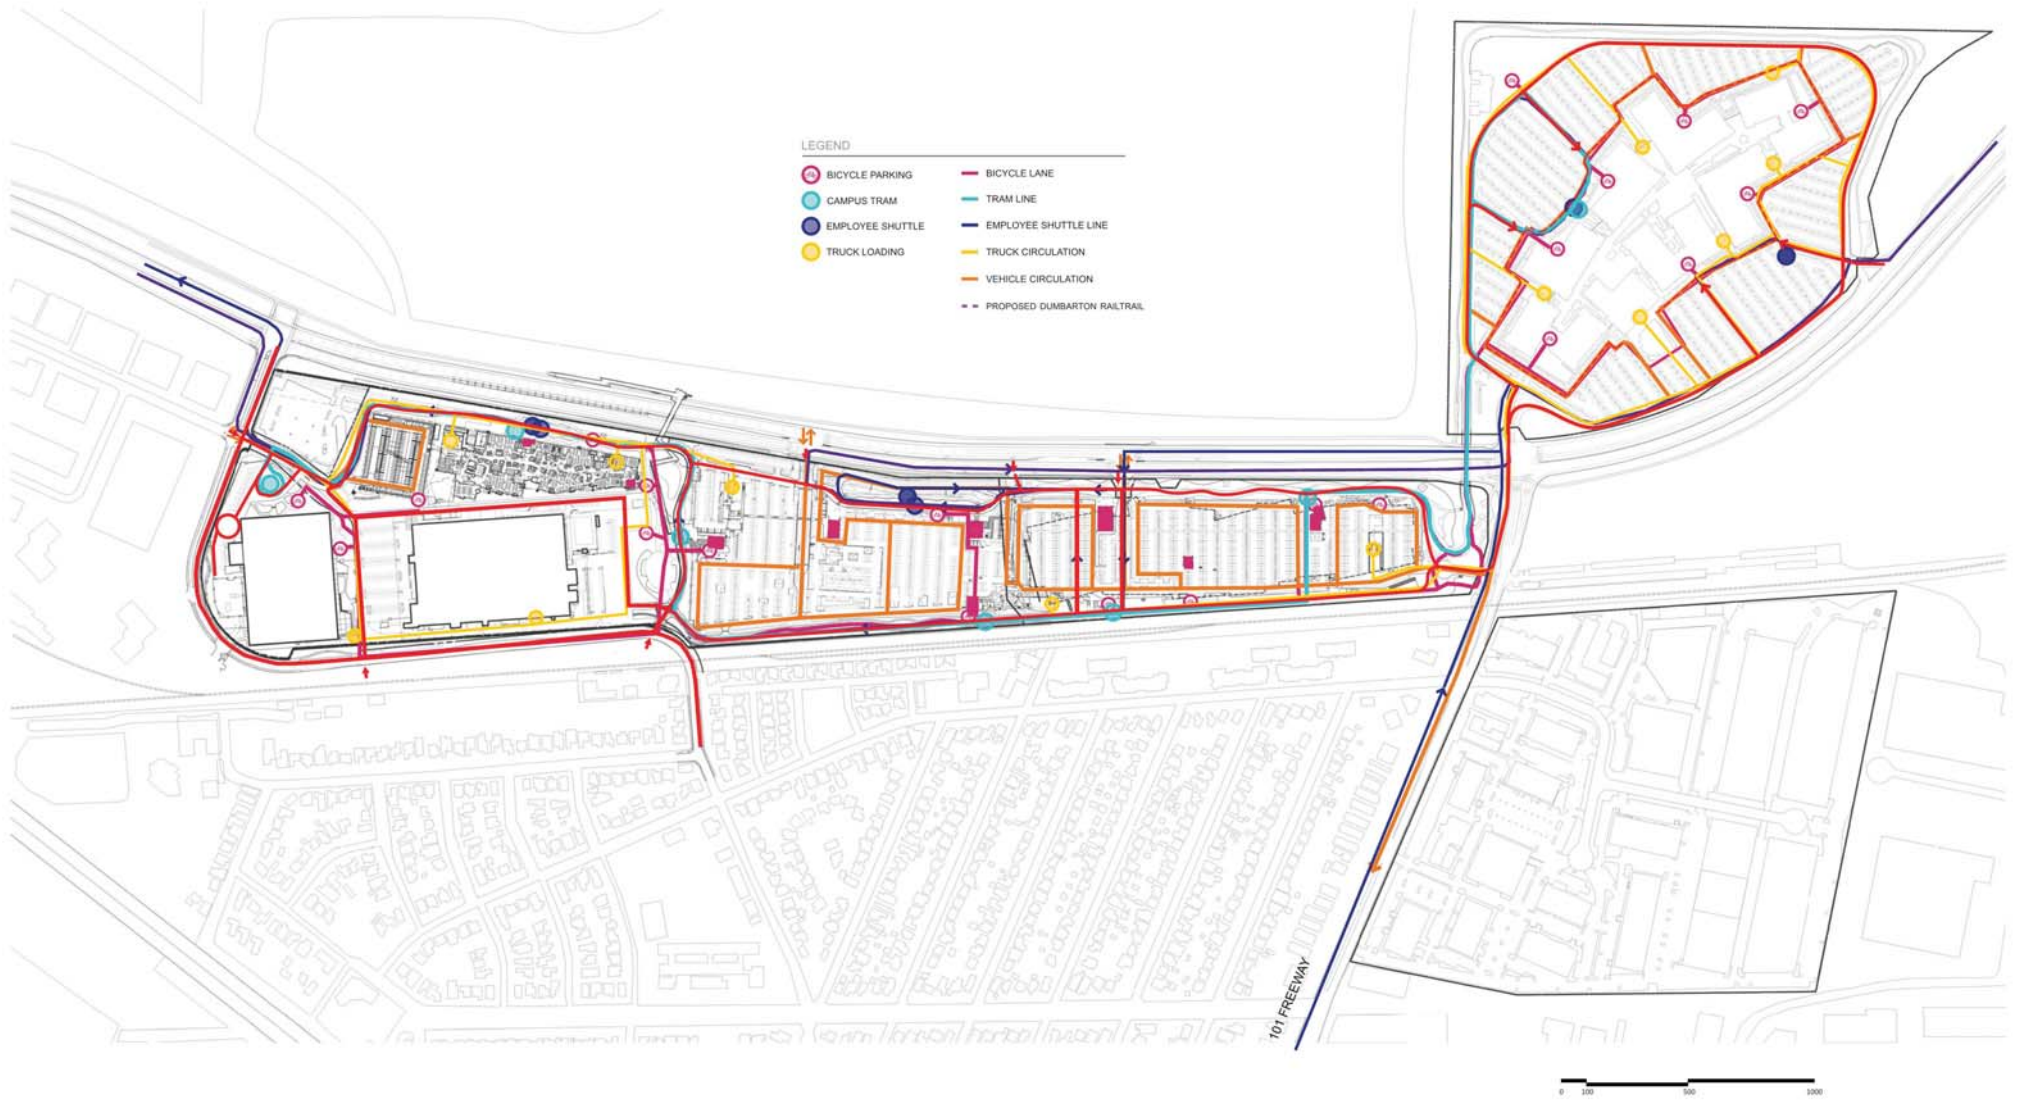 LEGEND
BICYCLE PARKING
BICYCLE LANE
CAMPUS TRAM
TRAM LINE
EMPLOYEE SHUTTLE
EMPLOYEE SHUTTLE LINE
TRUCK LOADING
TRUCK CIRCULATION
VEHICLE CIRCULATION
PROPOSED DUMBARTON RAILTRAIL
101 FREEWAY
0 100 500 1000